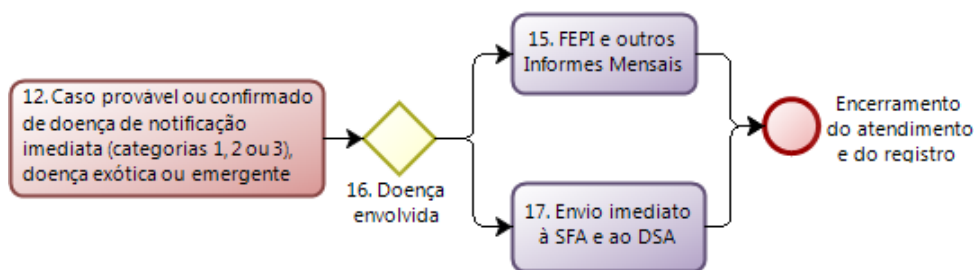 12. Caso provável ou confirmado
de doença de notificação
imediata (categorias 1, 2 ou 3),
doença exótica ou emergente
16. Doença
envolvida
15. FEPI e outros
Informes Mensais
17. Envio imediato
à SFA e ao DSA
Encerramento
do atendimento
e do registro